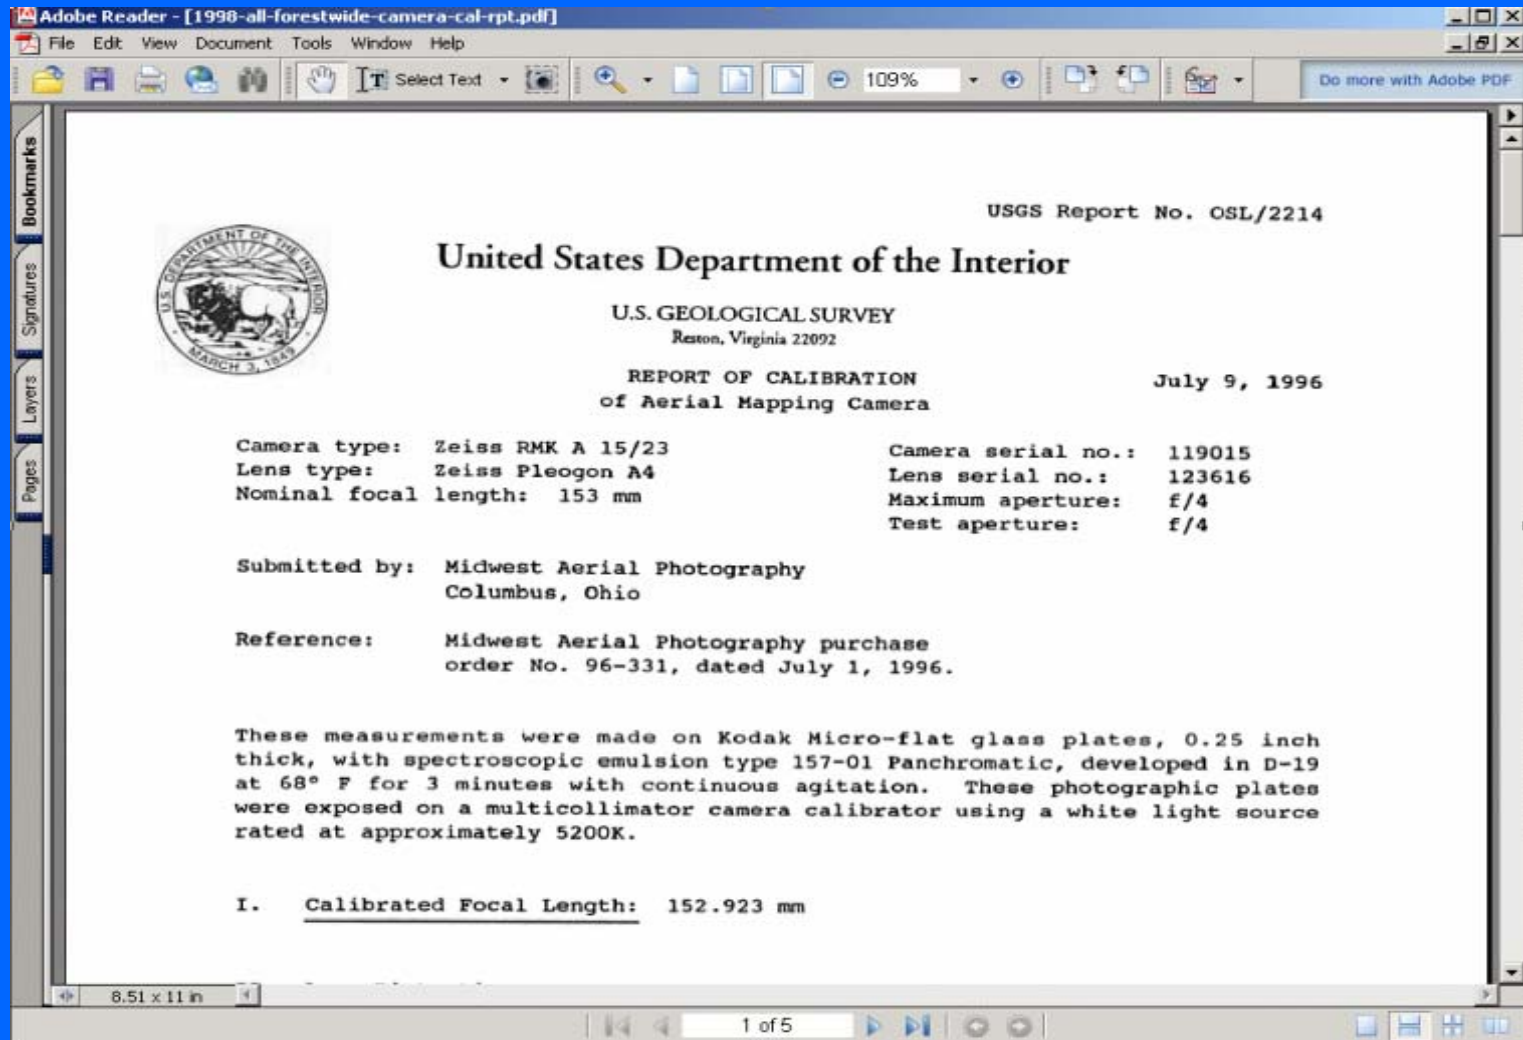 Adobe Reader - [1998-all-forestwide-camera-cal-rpt.pdf]
File Edit View Document Tools Window Help
Select Text 109% Do more with Adobe PDF
Bookmarks
Signatures
Layers
Pages
USGS Report No. OSL/2214
U.S. DEPARTMENT OF THE INTERIOR
MARCH 3, 1849
United States Department of the Interior
U.S. GEOLOGICAL SURVEY
Reston, Virginia 22092
REPORT OF CALIBRATION July 9, 1996
of Aerial Mapping Camera
Camera type: Zeiss RMK A 15/23 Camera serial no.: 119015
Lens type: Zeiss Pleogon A4 Lens serial no.: 123616
Nominal focal length: 153 mm Maximum aperture: f/4
Test aperture: f/4
Submitted by: Midwest Aerial Photography
Columbus, Ohio
Reference: Midwest Aerial Photography purchase
order No. 96-331, dated July 1, 1996.
These measurements were made on Kodak Micro-flat glass plates, 0.25 inch
thick, with spectroscopic emulsion type 157-01 Panchromatic, developed in D-19
at 68° F for 3 minutes with continuous agitation. These photographic plates
were exposed on a multicollimator camera calibrator using a white light source
rated at approximately 5200K.
I. Calibrated Focal Length: 152.923 mm
8.51 x 11 in
1 of 5